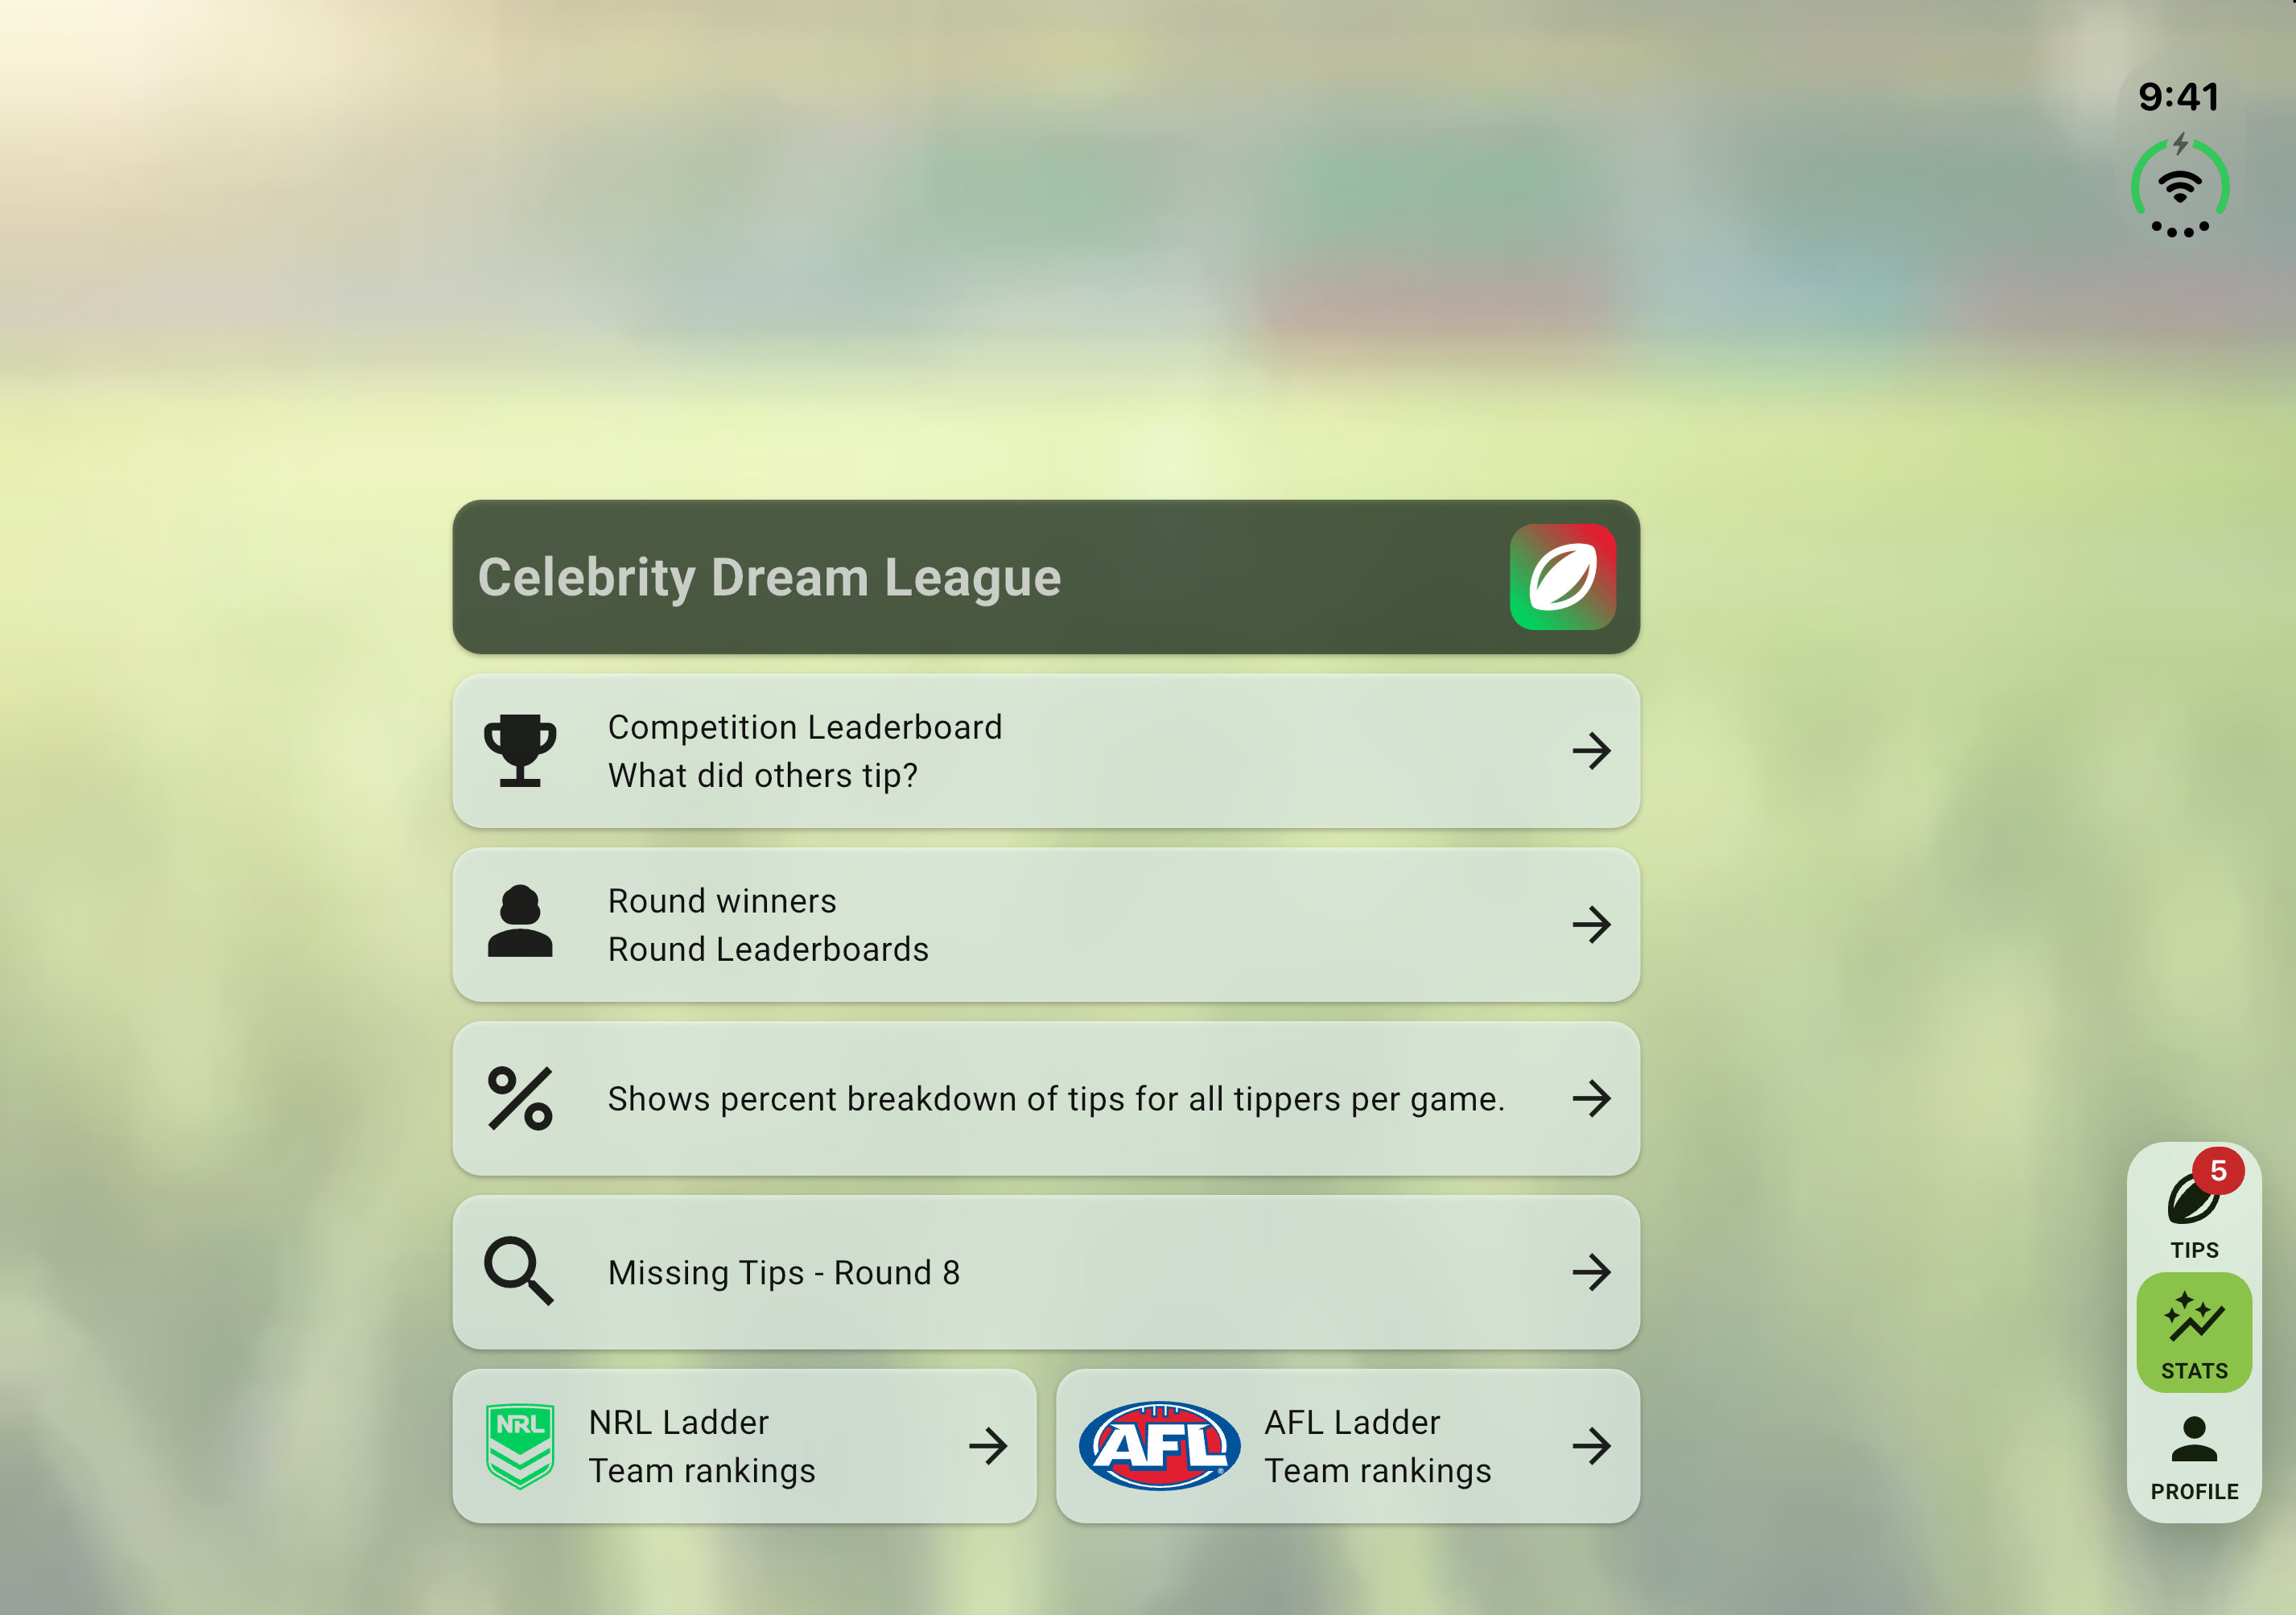 9:41
Celebrity Dream League
Competition Leaderboard
What did others tip?
Round winners
Round Leaderboards
Shows percent breakdown of tips for all tippers per game.
Missing Tips - Round 8
NRL
NRL Ladder
Team rankings
AFL
AFL Ladder
Team rankings
5
TIPS
STATS
PROFILE